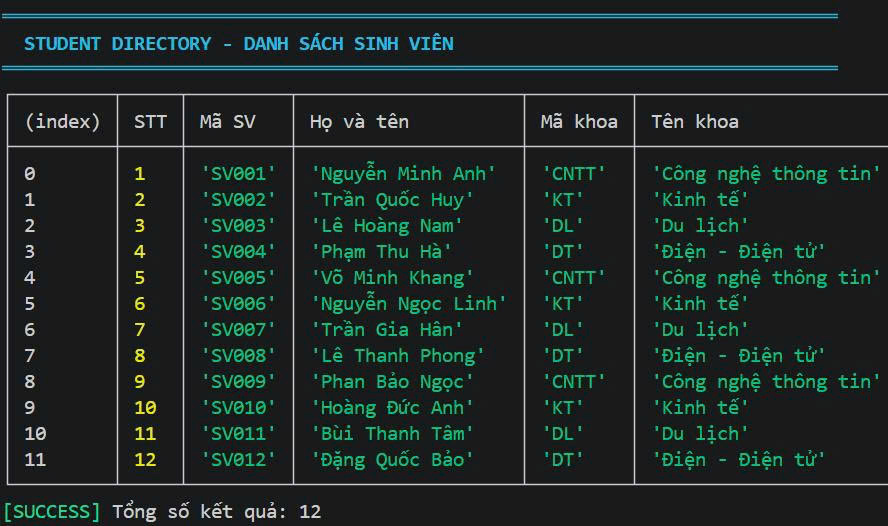 STUDENT DIRECTORY - DANH SÁCH SINH VIÊN
(index) STT Mã SV Họ và tên Mã khoa Tên khoa
0 1 'SV001' 'Nguyễn Minh Anh' 'CNTT' 'Công nghệ thông tin'
1 2 'SV002' 'Trần Quốc Huy' 'KT' 'Kinh tế'
2 3 'SV003' 'Lê Hoàng Nam' 'DL' 'Du lịch'
3 4 'SV004' 'Phạm Thu Hà' 'DT' 'Điện - Điện tử'
4 5 'SV005' 'Võ Minh Khang' 'CNTT' 'Công nghệ thông tin'
5 6 'SV006' 'Nguyễn Ngọc Linh' 'KT' 'Kinh tế'
6 7 'SV007' 'Trần Gia Hân' 'DL' 'Du lịch'
7 8 'SV008' 'Lê Thanh Phong' 'DT' 'Điện - Điện tử'
8 9 'SV009' 'Phan Bảo Ngọc' 'CNTT' 'Công nghệ thông tin'
9 10 'SV010' 'Hoàng Đức Anh' 'KT' 'Kinh tế'
10 11 'SV011' 'Bùi Thanh Tâm' 'DL' 'Du lịch'
11 12 'SV012' 'Đặng Quốc Bảo' 'DT' 'Điện - Điện tử'
[SUCCESS] Tổng số kết quả: 12